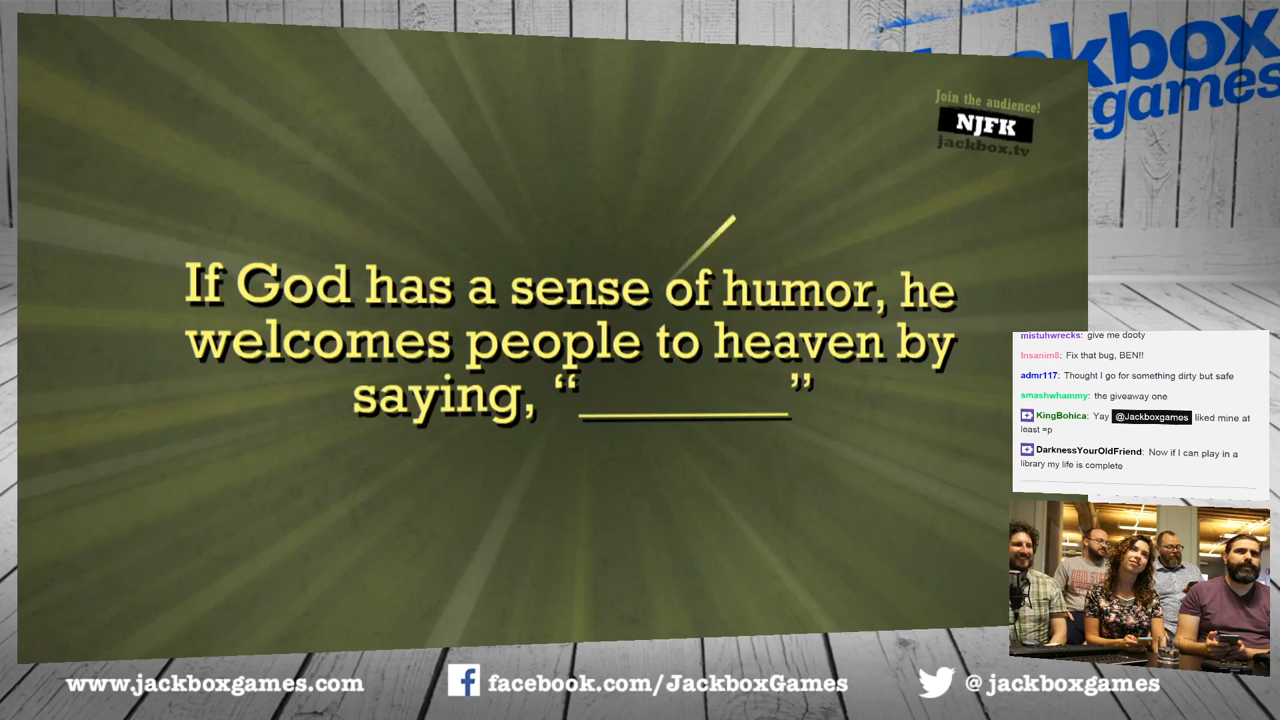 jackbox
games
Join the audience!
NJFK
jackbox.tv
If God has a sense of humor, he
welcomes people to heaven by
saying, “__________”
mistuhwrecks: give me dooty
Insanim8: Fix that bug, BEN!!
admr117: Thought I go for something dirty but safe
smashwhammy: the giveaway one
KingBohica: Yay @Jackboxgames liked mine at
least =p
DarknessYourOldFriend: Now if I can play in a
library my life is complete
www.jackboxgames.com
facebook.com/JackboxGames
@jackboxgames